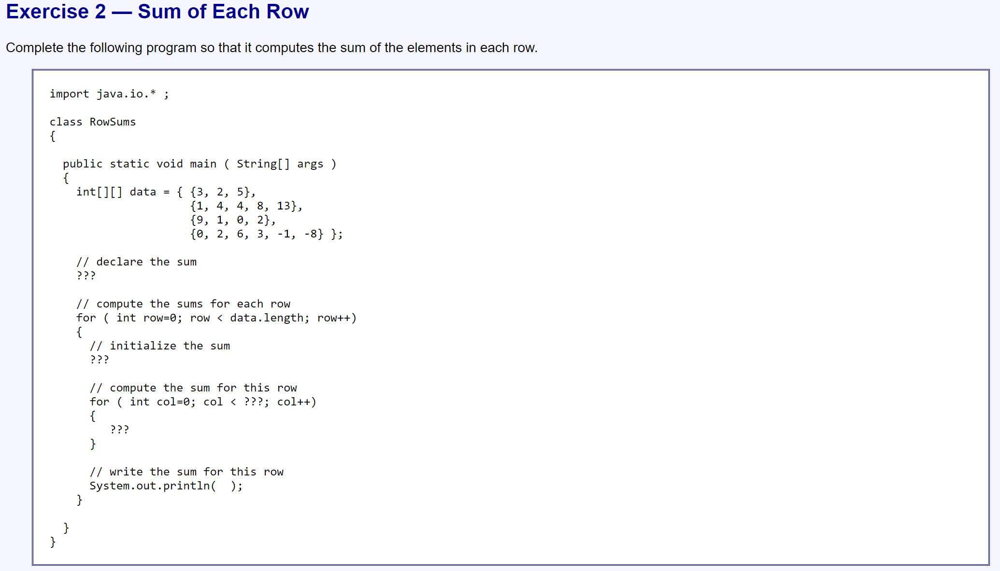 Exercise 2 — Sum of Each Row
Complete the following program so that it computes the sum of the elements in each row.
import java.io.* ;
class RowSums
{
public static void main ( String[] args )
{
int[][] data = { {3, 2, 5},
{1, 4, 4, 8, 13},
{9, 1, 0, 2},
{0, 2, 6, 3, -1, -8} };
// declare the sum
???
// compute the sums for each row
for ( int row=0; row < data.length; row++)
{
// initialize the sum
???
// compute the sum for this row
for ( int col=0; col < ???; col++)
{
???
}
// write the sum for this row
System.out.println(  );
}
}
}